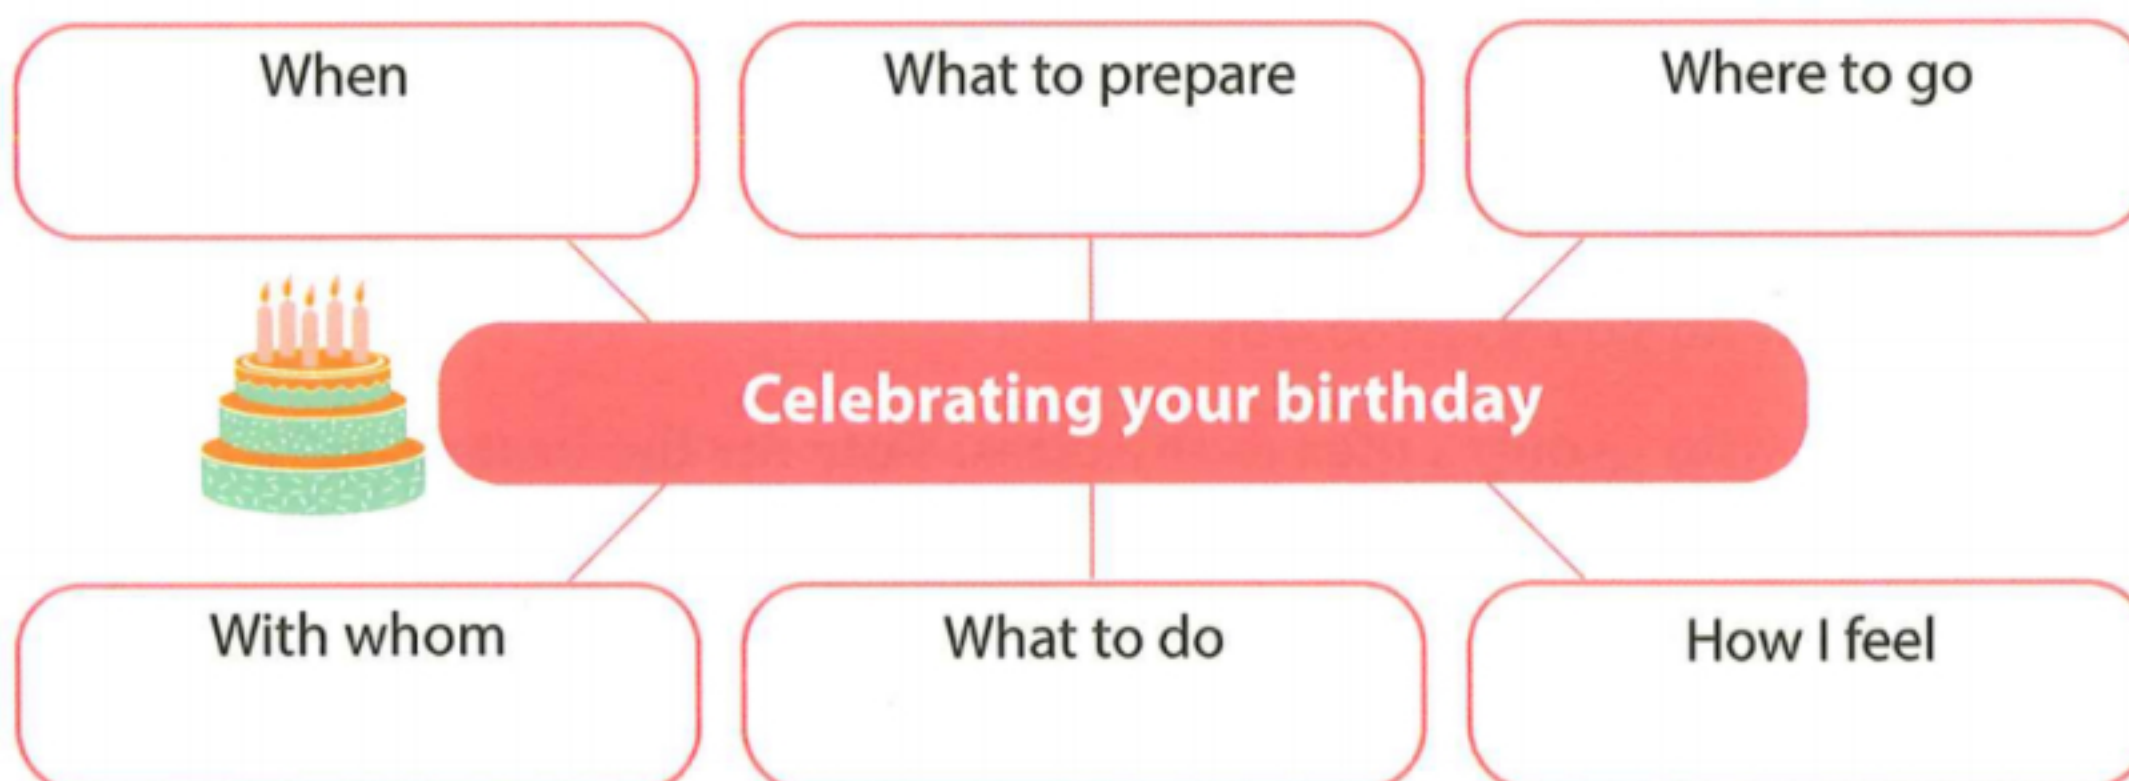 When
What to prepare
Where to go
Celebrating your birthday
With whom
What to do
How I feel